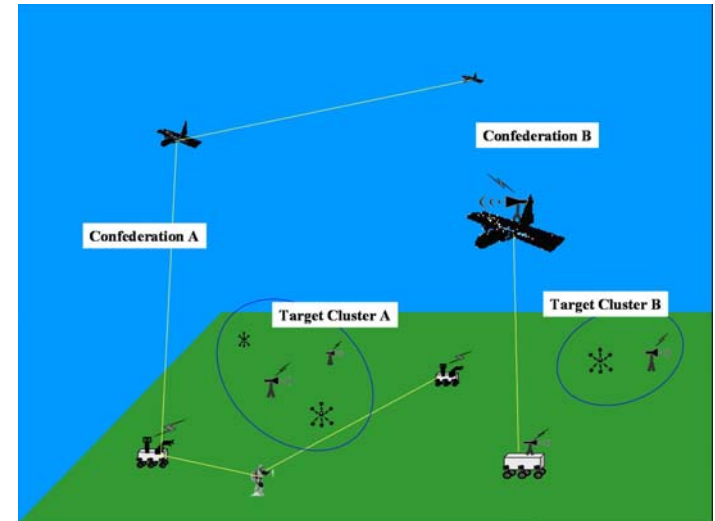 Confederation B
Confederation A
Target Cluster B
Target Cluster A